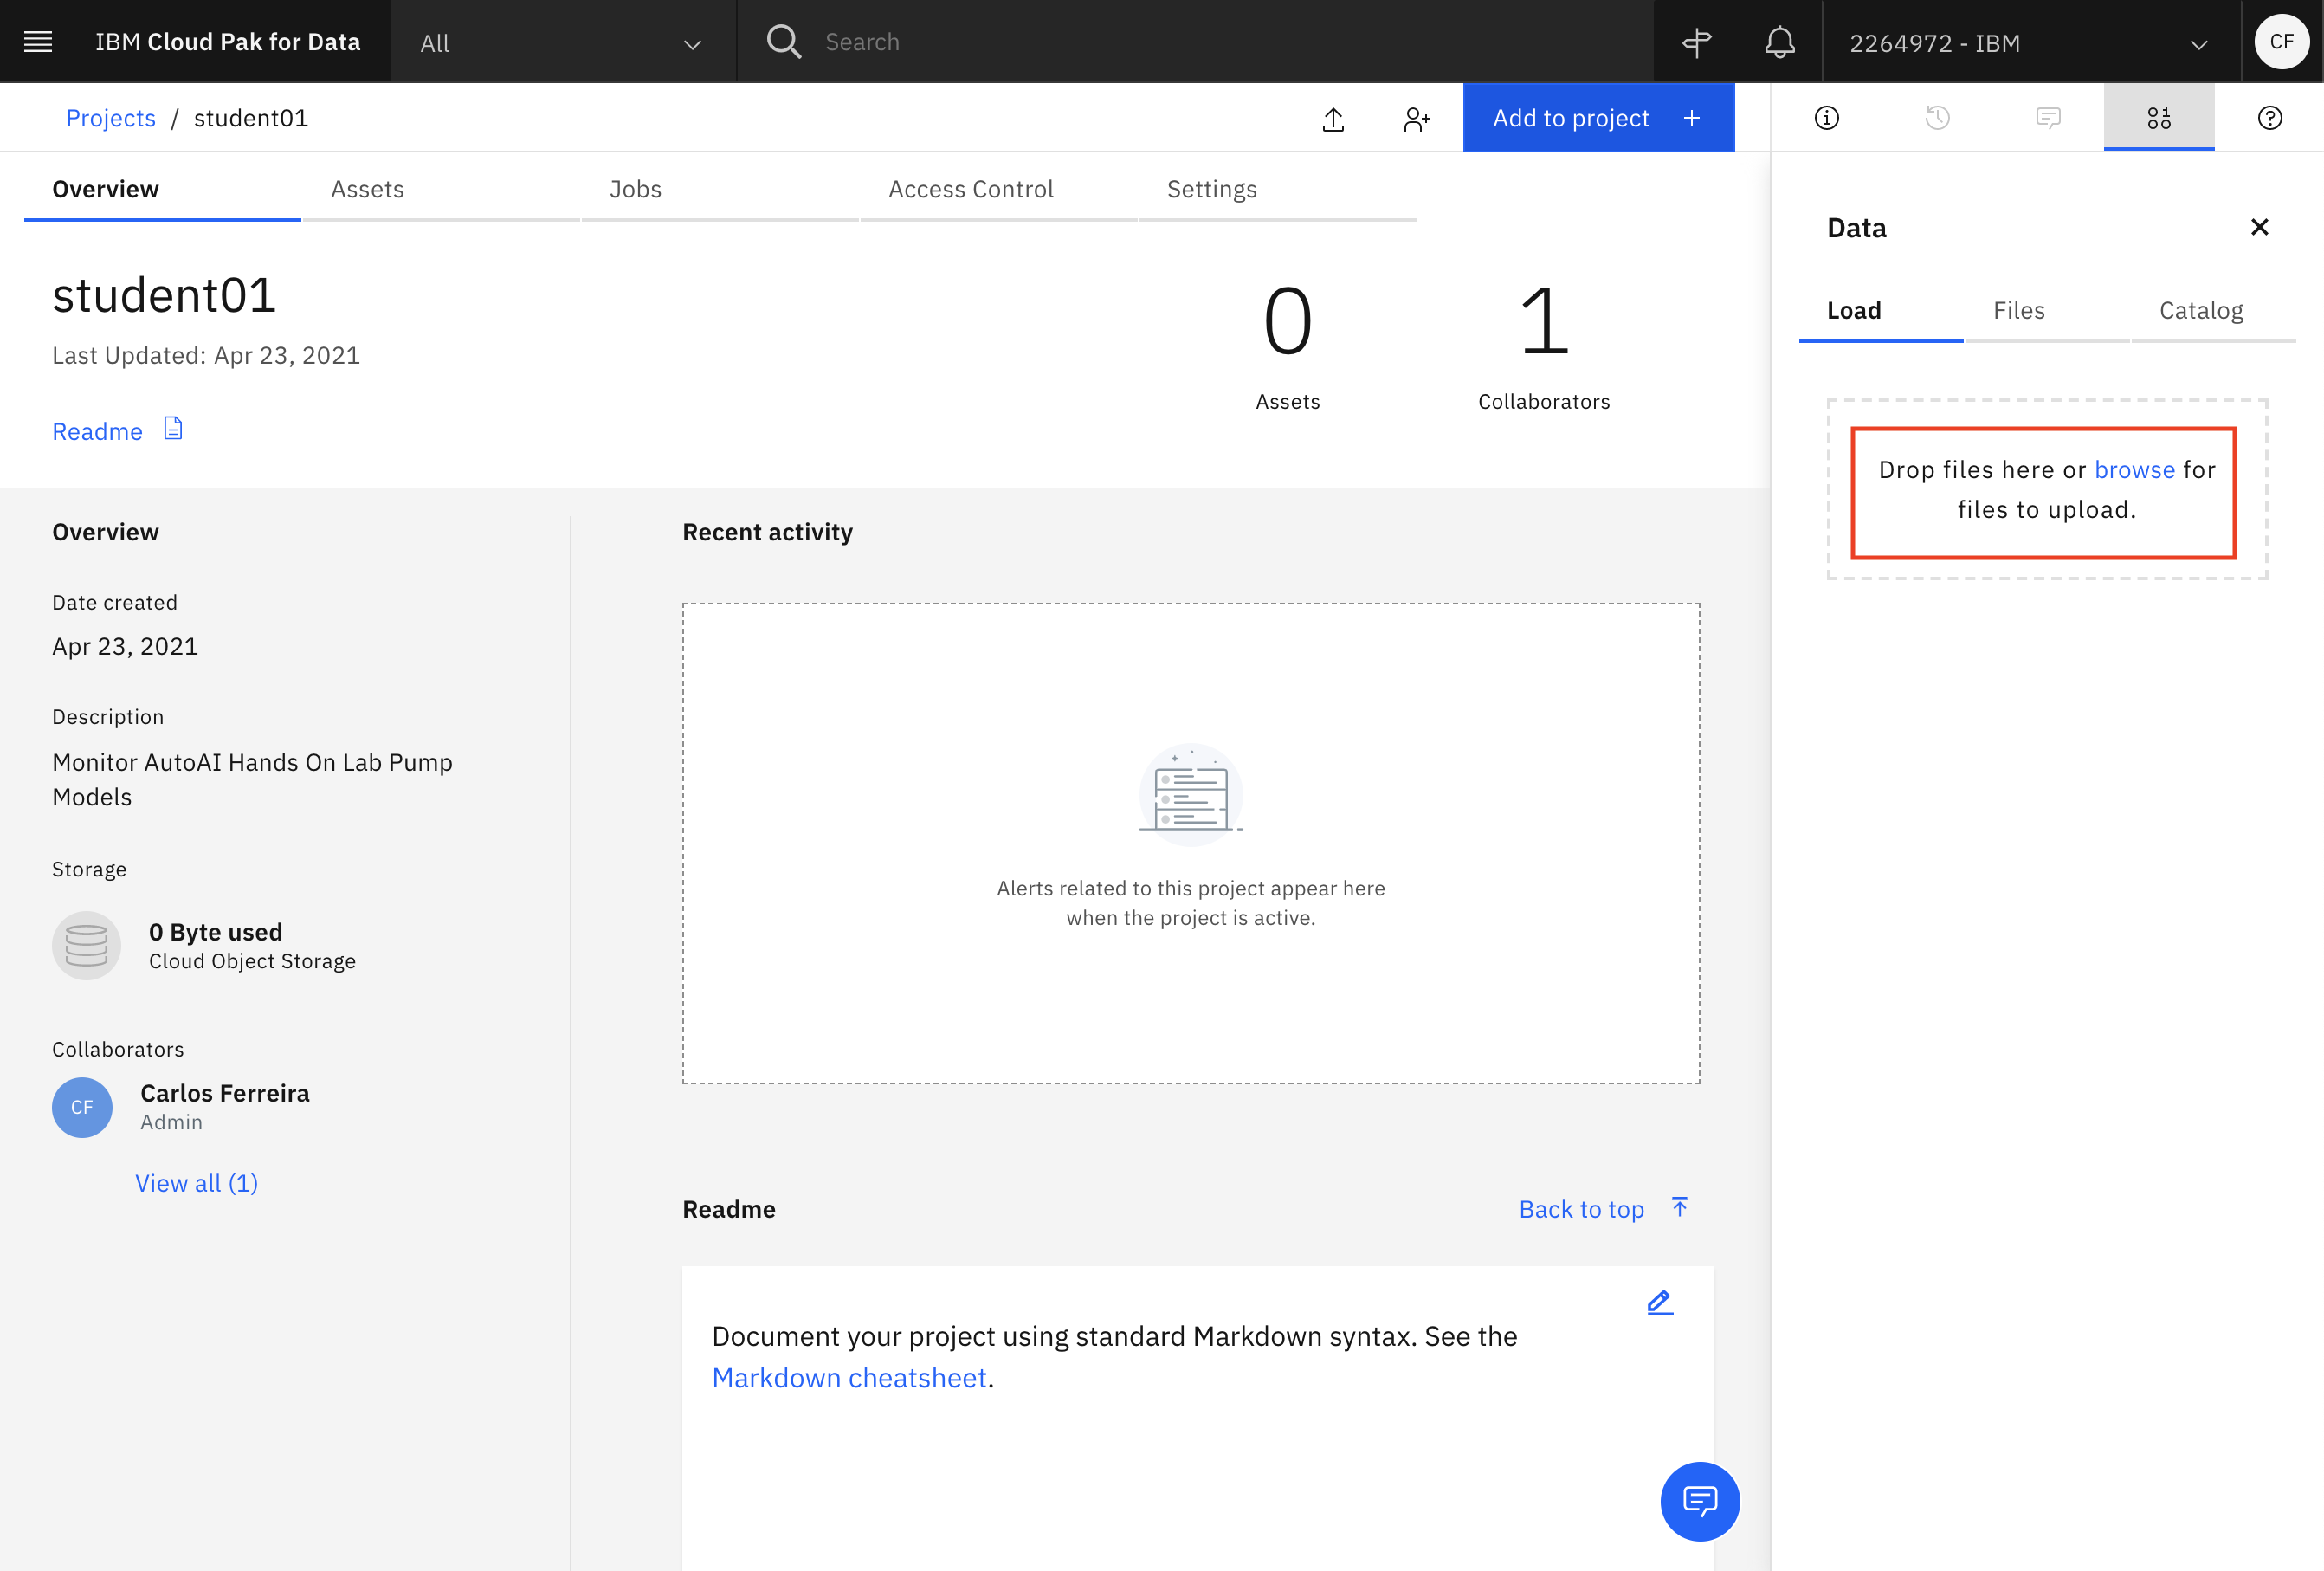 IBM Cloud Pak for Data
All
Search
2264972 - IBM
CF
Projects / student01
Add to project +
Overview
Assets
Jobs
Access Control
Settings
student01
Last Updated: Apr 23, 2021
Readme
0
Assets
1
Collaborators
Overview
Date created
Apr 23, 2021
Description
Monitor AutoAI Hands On Lab Pump
Models
Storage
0 Byte used
Cloud Object Storage
Collaborators
CF
Carlos Ferreira
Admin
View all (1)
Recent activity
Alerts related to this project appear here
when the project is active.
Readme
Back to top
Document your project using standard Markdown syntax. See the
Markdown cheatsheet.
Data
Load
Files
Catalog
Drop files here or browse for
files to upload.